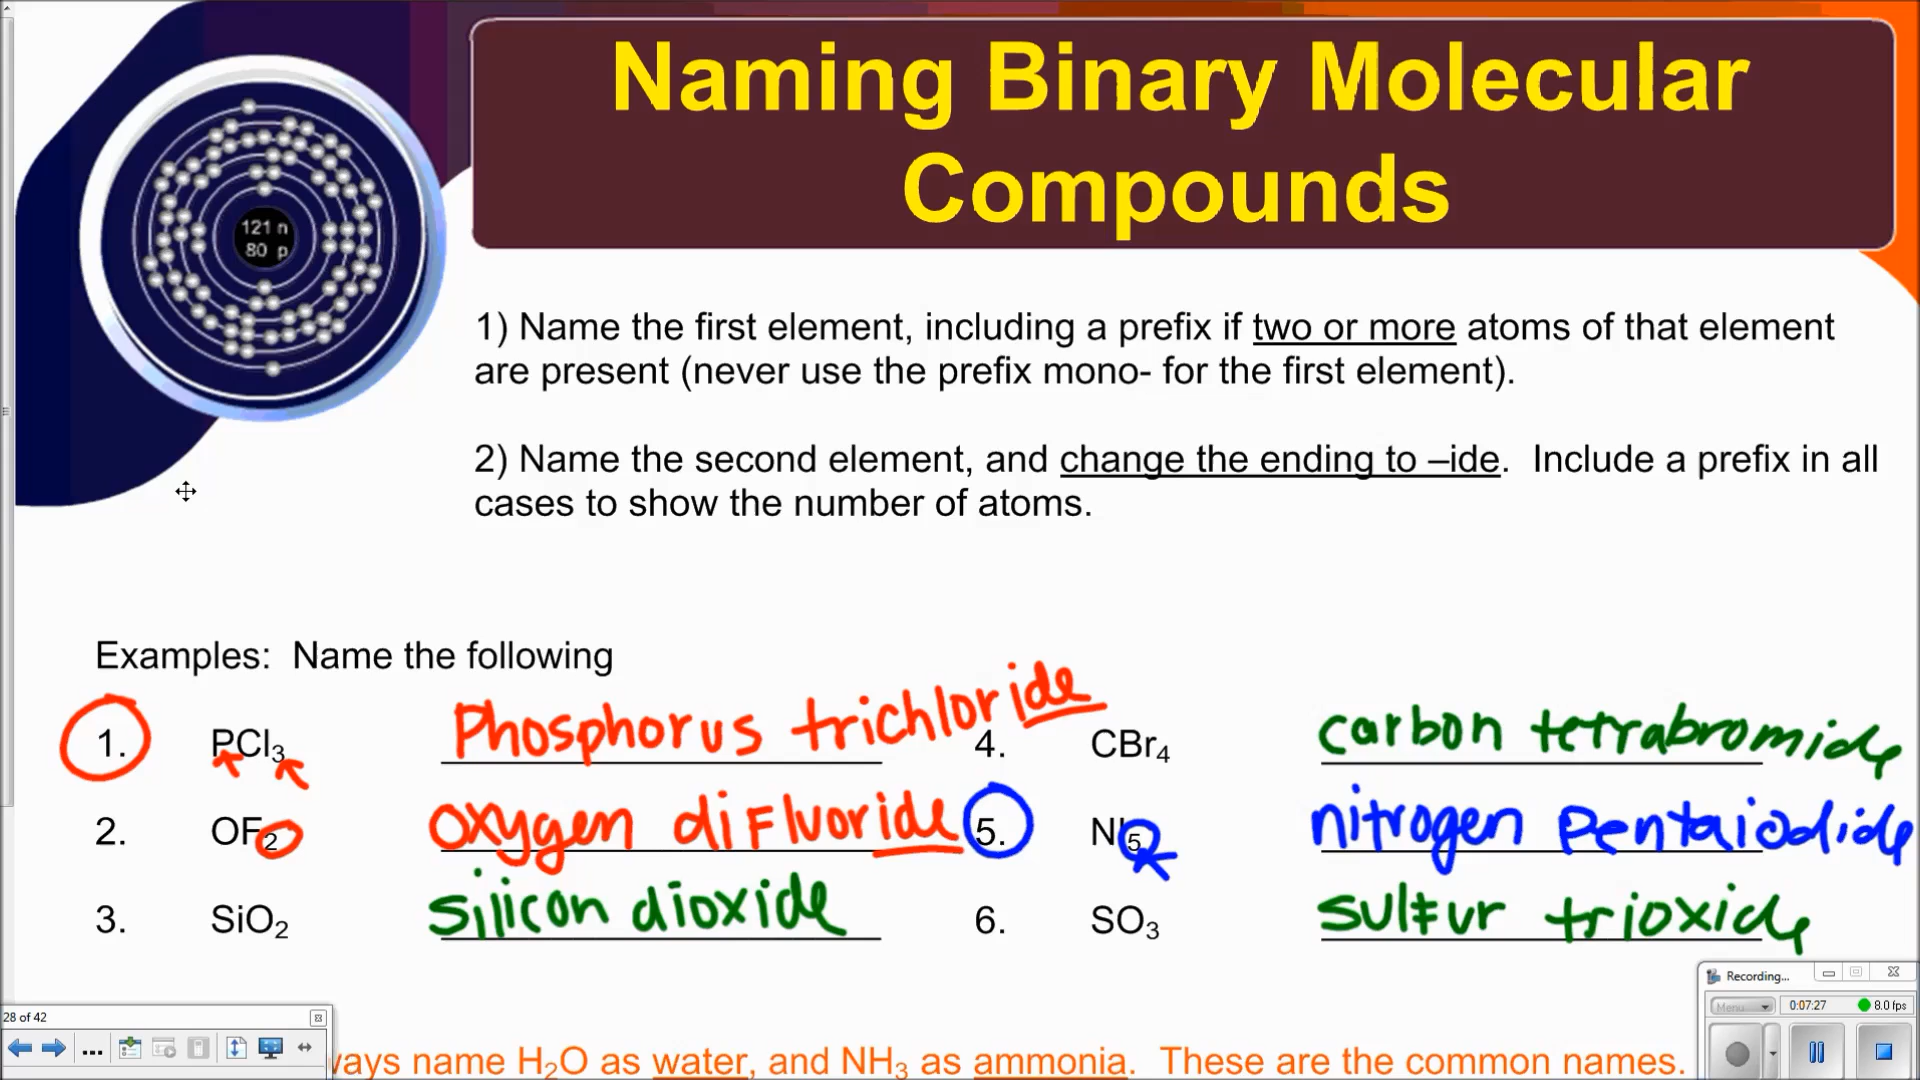 Naming Binary Molecular
Compounds
121 n
80 p
1) Name the first element, including a prefix if two or more atoms of that element
are present (never use the prefix mono- for the first element).
2) Name the second element, and change the ending to –ide. Include a prefix in all
cases to show the number of atoms.
Examples: Name the following
1. PCl₃ Phosphorus trichloride
4. CBr₄ carbon tetrabromide
2. OF₂ oxygen difluoride
5. NI₅ nitrogen pentaiodide
3. SiO₂ silicon dioxide
6. SO₃ sulfur trioxide
Recording...
28 of 42
Menu 0:07:27 8.0 fps
ways name H₂O as water, and NH₃ as ammonia. These are the common names.